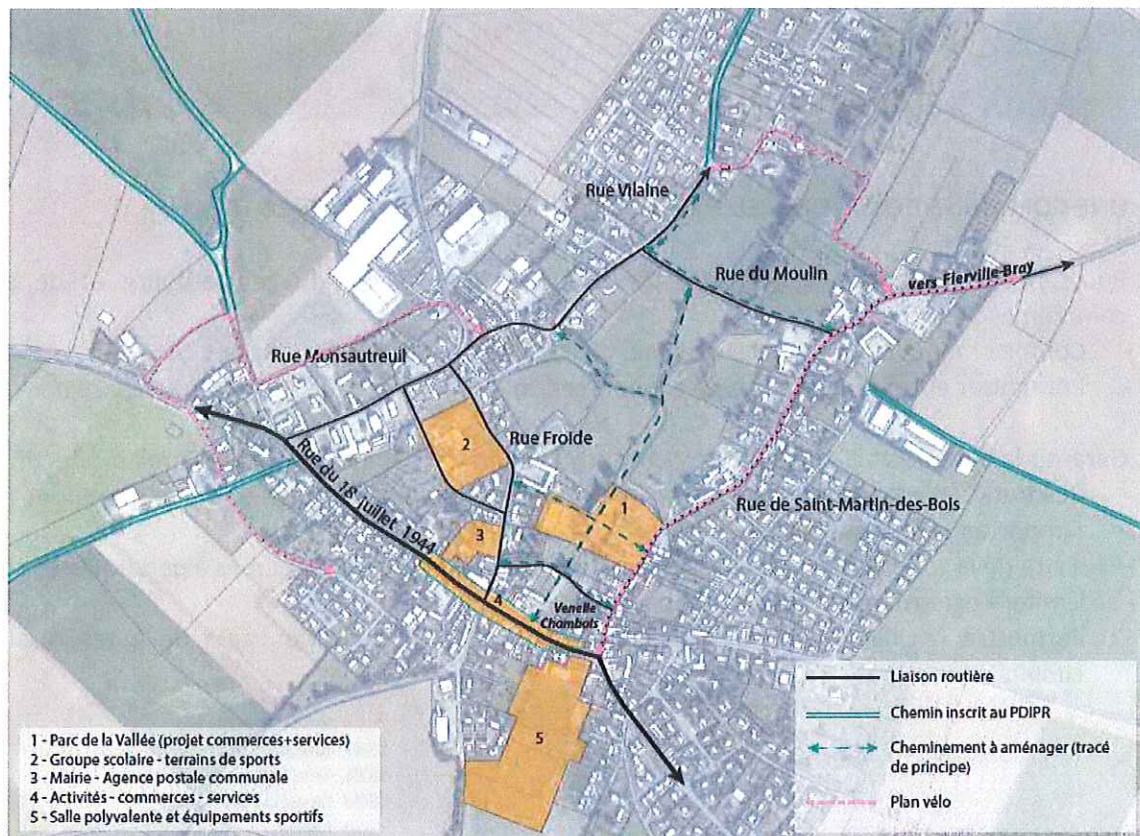 Rue Vilaine
Rue du Moulin
vers Fierville-Bray
Rue Monsautreuil
Rue Froide
2
1
Rue de Saint-Martin-des-Bois
Rue du 18 juillet 1944
3
4
Venelle
Chambois
5
1 - Parc de la Vallée (projet commerces+services)
2 - Groupe scolaire - terrains de sports
3 - Mairie - Agence postale communale
4 - Activités - commerces - services
5 - Salle polyvalente et équipements sportifs
Liaison routière
Chemin inscrit au PDIPR
Cheminement à aménager (tracé
de principe)
Plan vélo